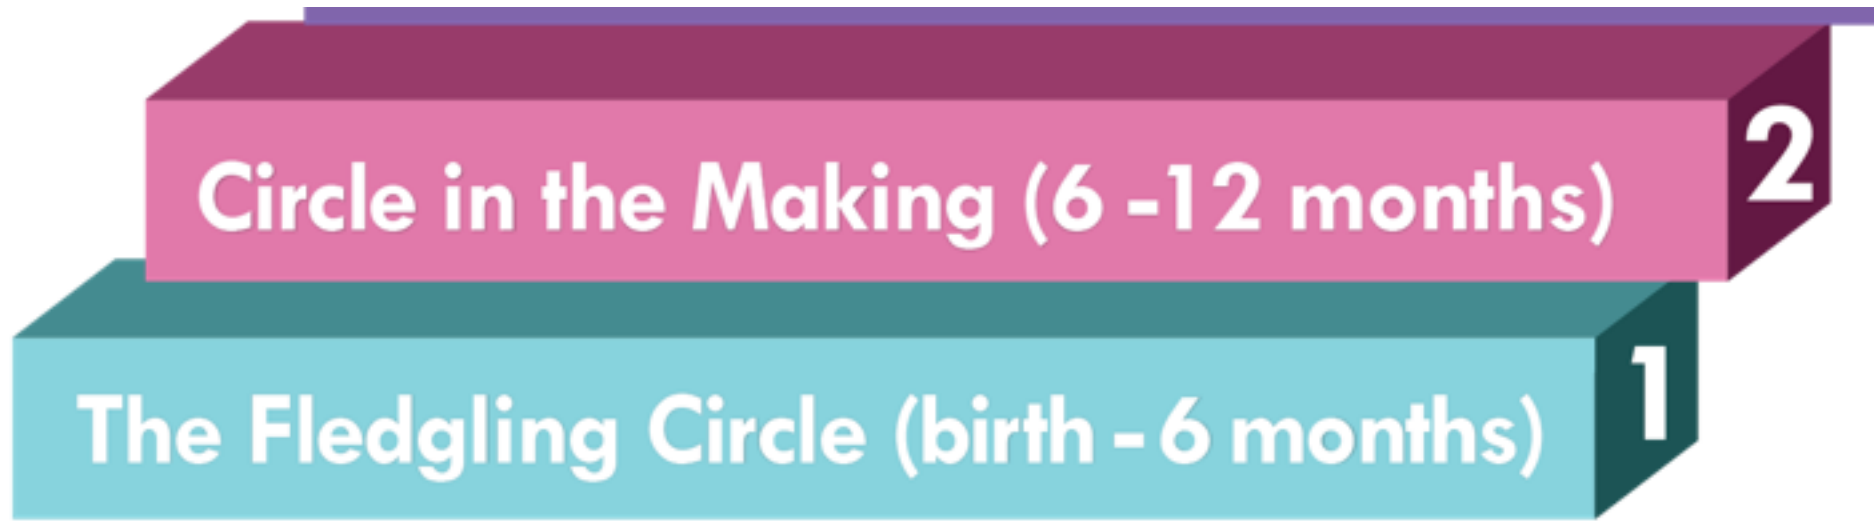 Circle in the Making (6 -12 months)
2
The Fledgling Circle (birth - 6 months)
1